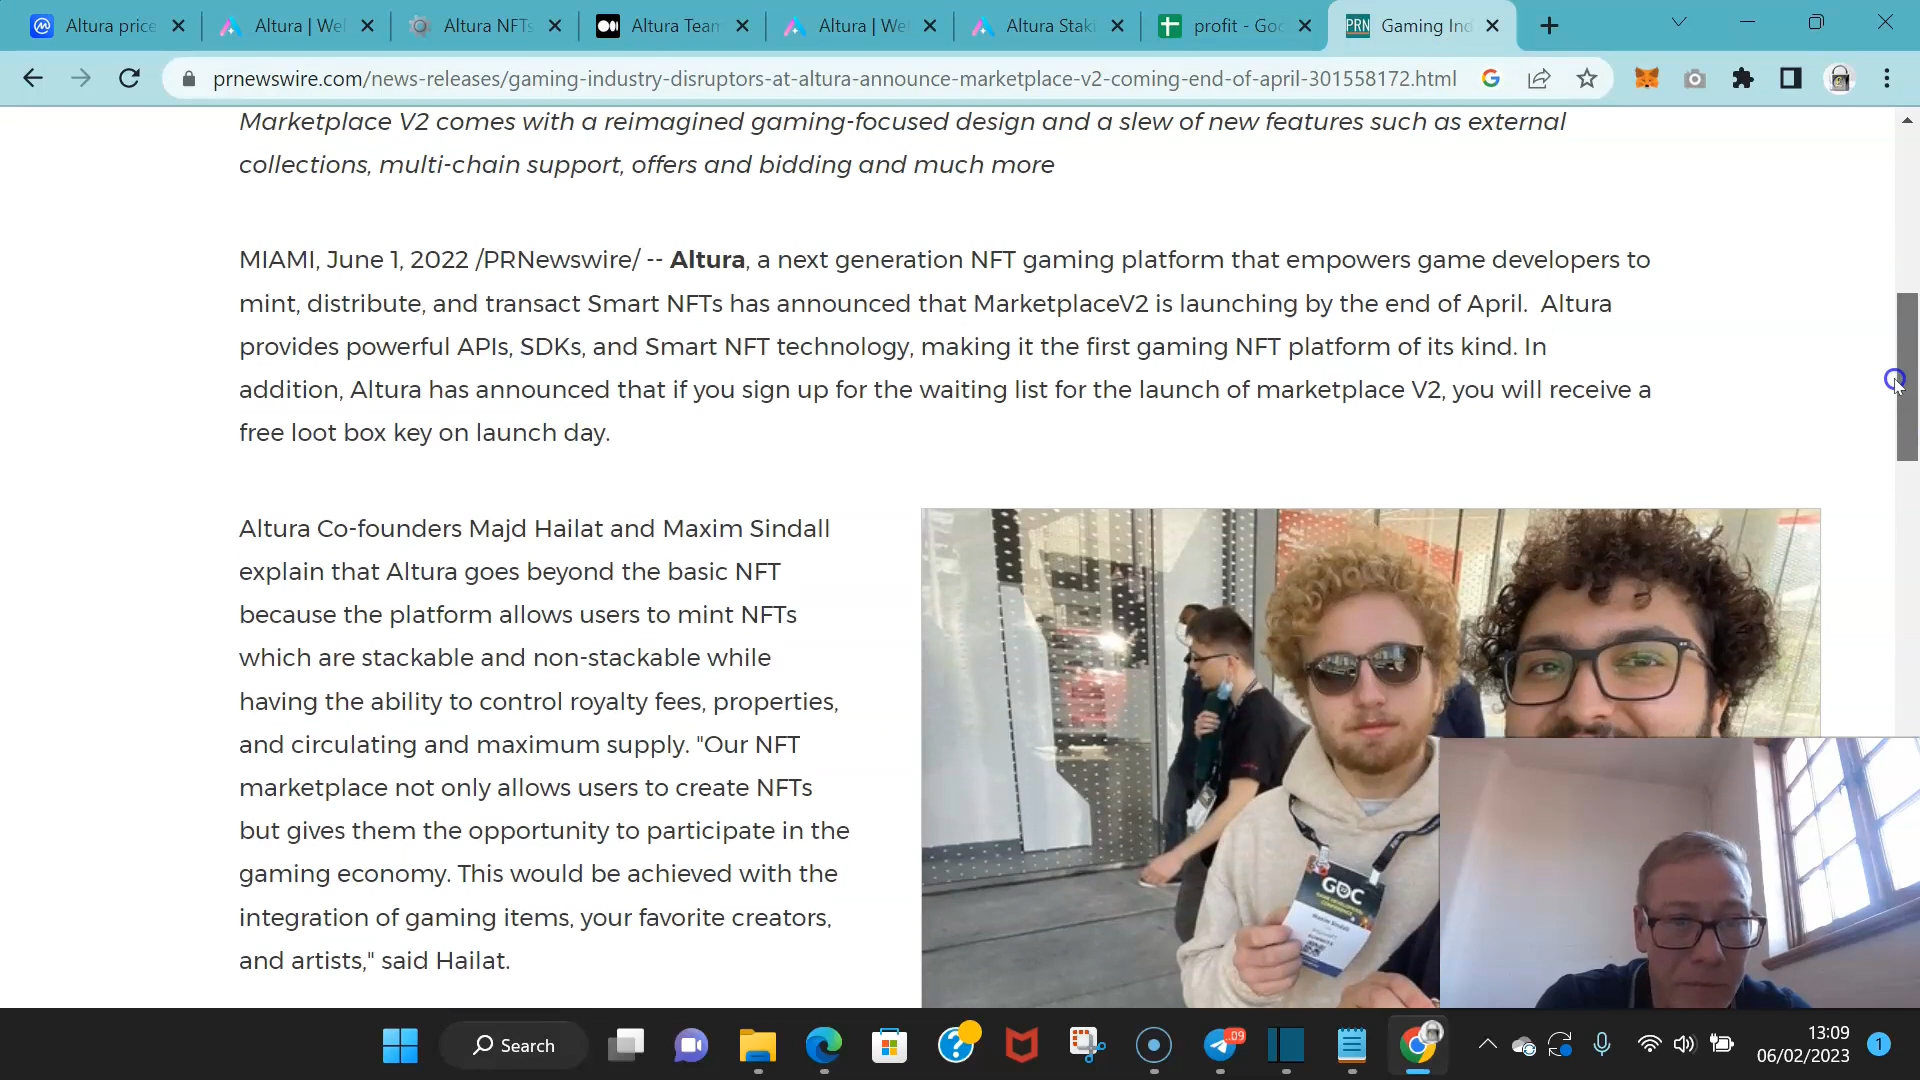 Altura price
Altura | Wel
Altura NFTs
Altura Team
Altura | Wel
Altura Staki
profit - Goo
PRN
Gaming Ind
prnewswire.com/news-releases/gaming-industry-disruptors-at-altura-announce-marketplace-v2-coming-end-of-april-301558172.html
Marketplace V2 comes with a reimagined gaming-focused design and a slew of new features such as external
collections, multi-chain support, offers and bidding and much more
MIAMI, June 1, 2022 /PRNewswire/ -- Altura, a next generation NFT gaming platform that empowers game developers to
mint, distribute, and transact Smart NFTs has announced that MarketplaceV2 is launching by the end of April.  Altura
provides powerful APIs, SDKs, and Smart NFT technology, making it the first gaming NFT platform of its kind. In
addition, Altura has announced that if you sign up for the waiting list for the launch of marketplace V2, you will receive a
free loot box key on launch day.
Altura Co-founders Majd Hailat and Maxim Sindall
explain that Altura goes beyond the basic NFT
because the platform allows users to mint NFTs
which are stackable and non-stackable while
having the ability to control royalty fees, properties,
and circulating and maximum supply. "Our NFT
marketplace not only allows users to create NFTs
but gives them the opportunity to participate in the
gaming economy. This would be achieved with the
integration of gaming items, your favorite creators,
and artists," said Hailat.
GDC
Search
13:09
06/02/2023
1